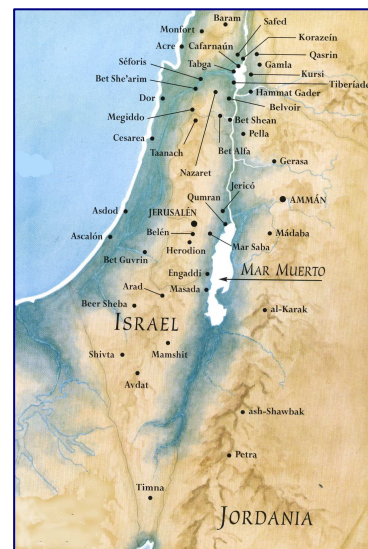 Baram
Safed
Monfort
Korazeín
Acre
Cafarnaún
Qasrin
Tabga
Gamla
Séforis
Kursi
Bet She'arim
Tiberíade
Hammat Gader
Dor
Belvoir
Megiddo
Bet Shean
Cesarea
Pella
Taanach
Bet Alfa
Gerasa
Nazaret
Jericó
Qumran
AMMÁN
Asdod
JERUSALÉN
Ascalón
Belén
Mádaba
Mar Saba
Herodion
Bet Guvrin
Engaddi
MAR MUERTO
Arad
Masada
Beer Sheba
al-Karak
ISRAEL
Shivta
Mamshit
Avdat
ash-Shawbak
Petra
Timna
JORDANIA